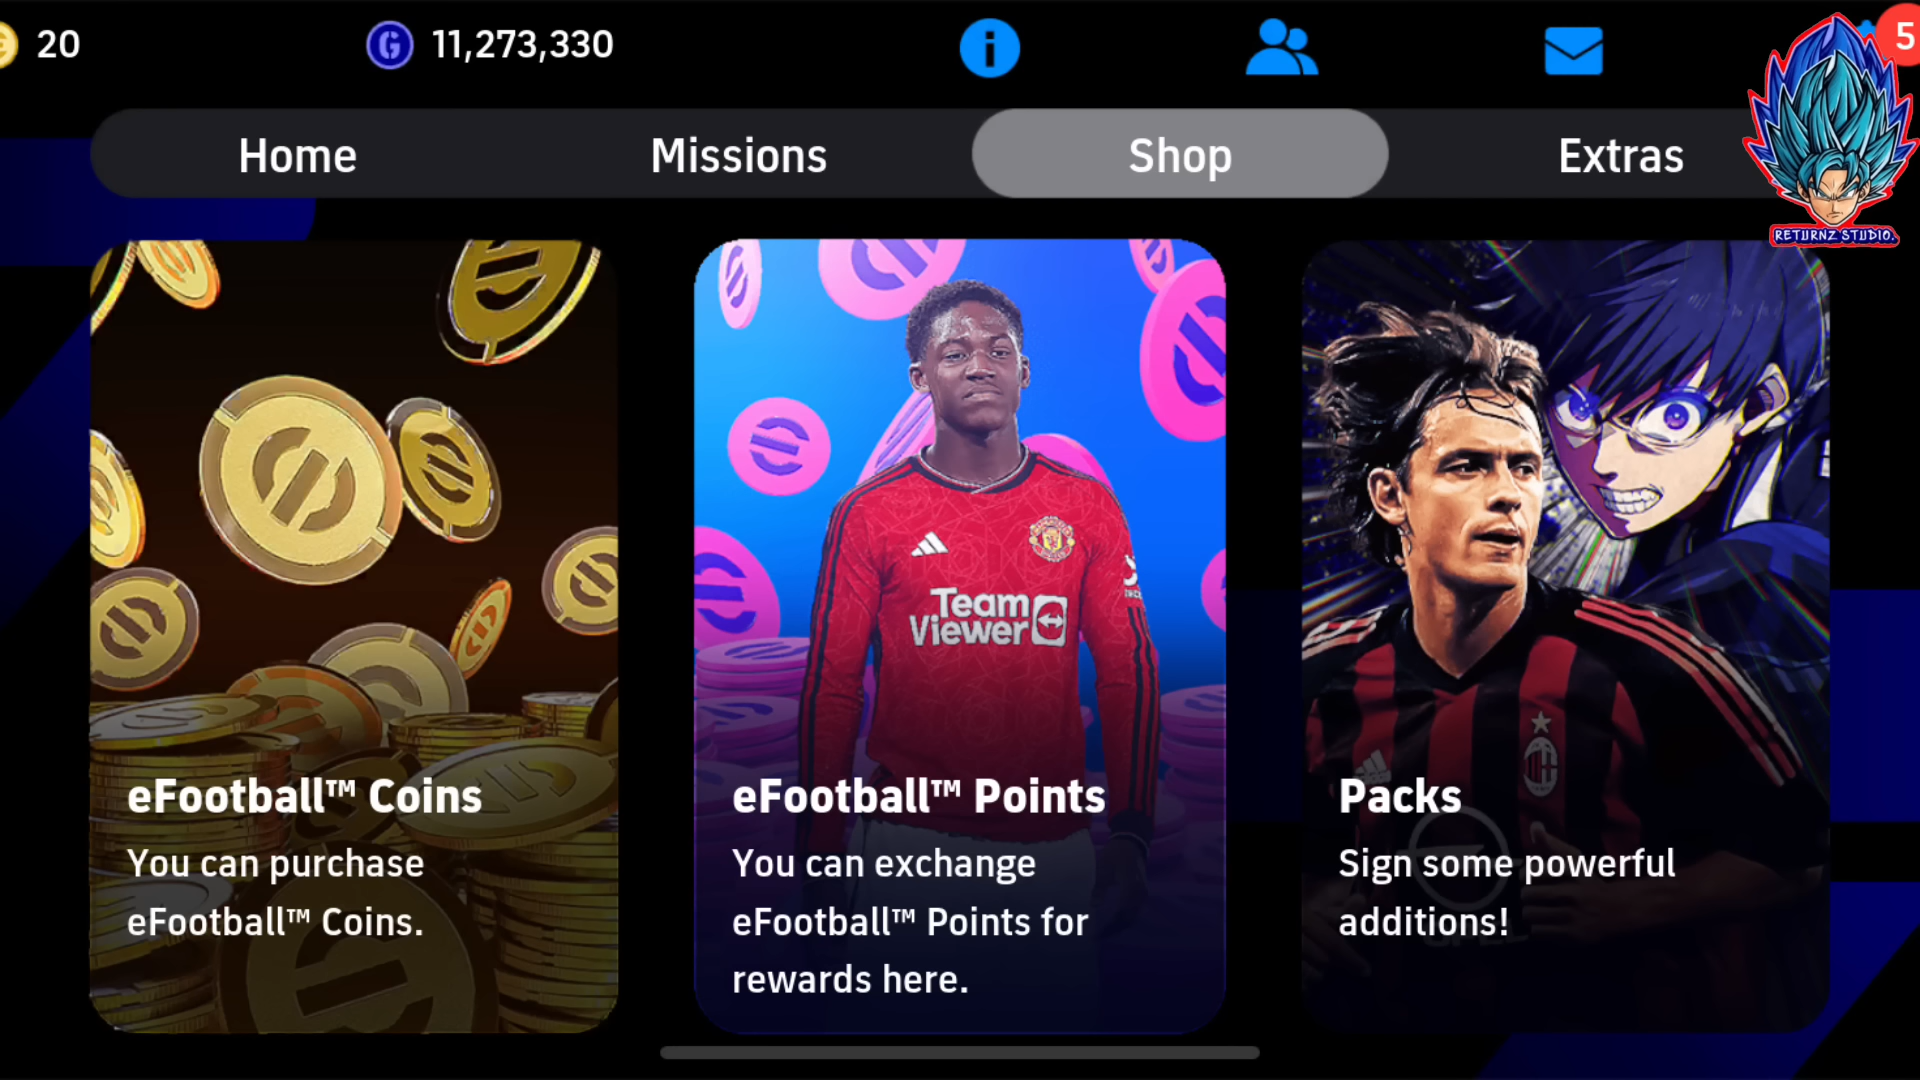 20
11,273,330
5
Home
Missions
Shop
Extras
RETURNZ STUDIO.
Team
Viewer
eFootball™ Coins
You can purchase
eFootball™ Coins.
eFootball™ Points
You can exchange
eFootball™ Points for
rewards here.
Packs
Sign some powerful
additions!
OPEL